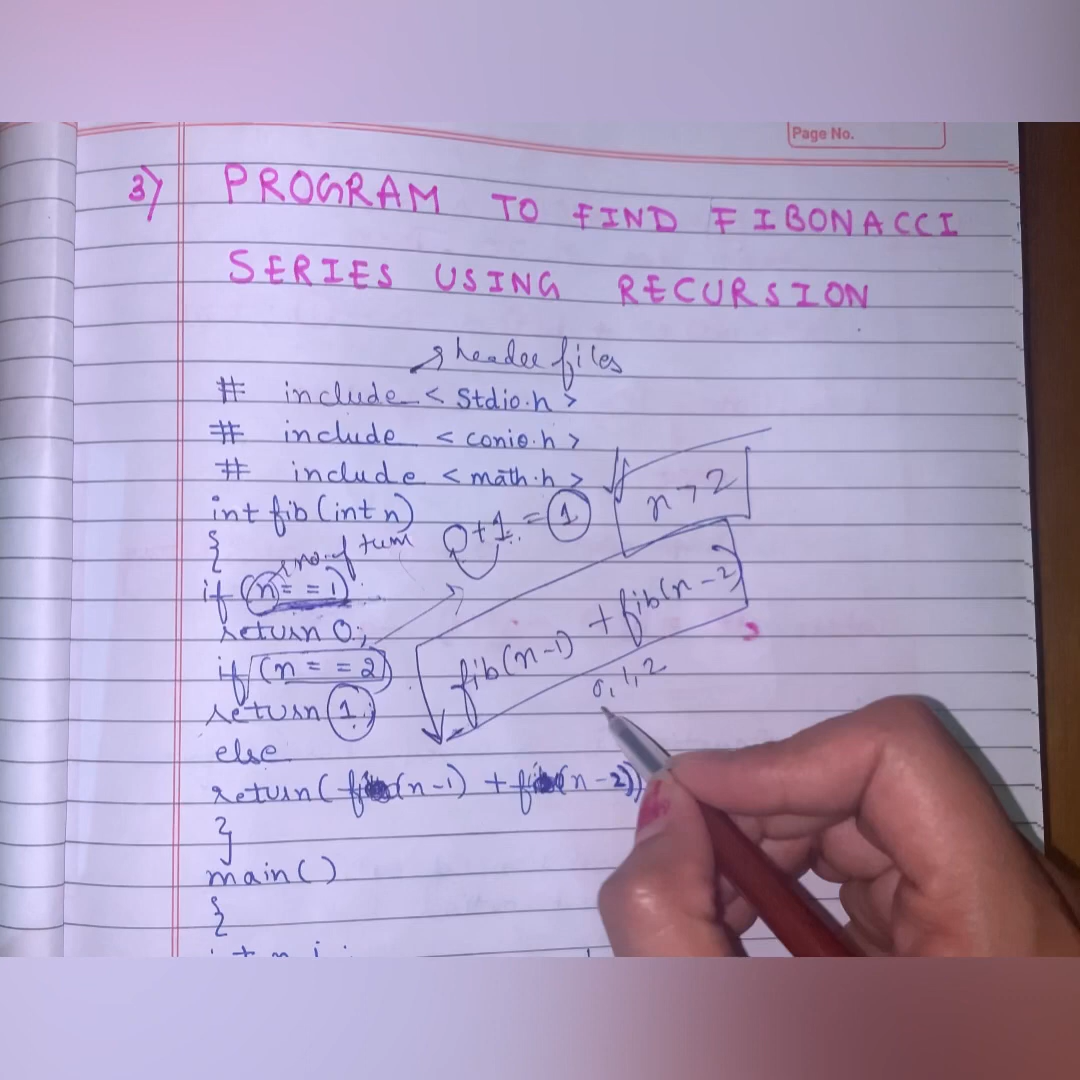 Page No.
3) PROGRAM TO FIND FIBONACCI
SERIES USING RECURSION
header files
# include < stdio.h >
# include < conio.h >
# include < math.h >
int fib (int n)
{
no. of tum
0+1 = 1
if
n > 2
if (n = = 1)
return 0;
fib(n-1) + fib(n-2)
if (n = = 2)
0, 1, 2
return 1;
else
return ( fib(n-1) + fib(n-2))
}
main ( )
{